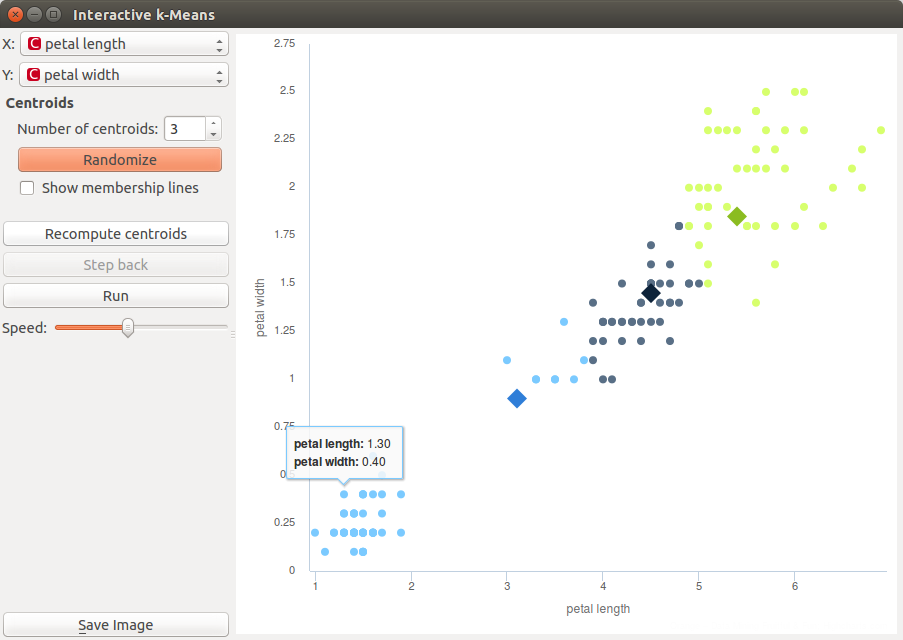 Interactive k-Means
X: C petal length
Y: C petal width
Centroids
Number of centroids: 3
Randomize
Show membership lines
Recompute centroids
Step back
Run
Speed:
Save Image
2.75
2.5
2.25
2
1.75
1.5
1.25
1
0.75
0.5
0.25
0
petal width
petal length: 1.30
petal width: 0.40
1 2 3 4 5 6
petal length